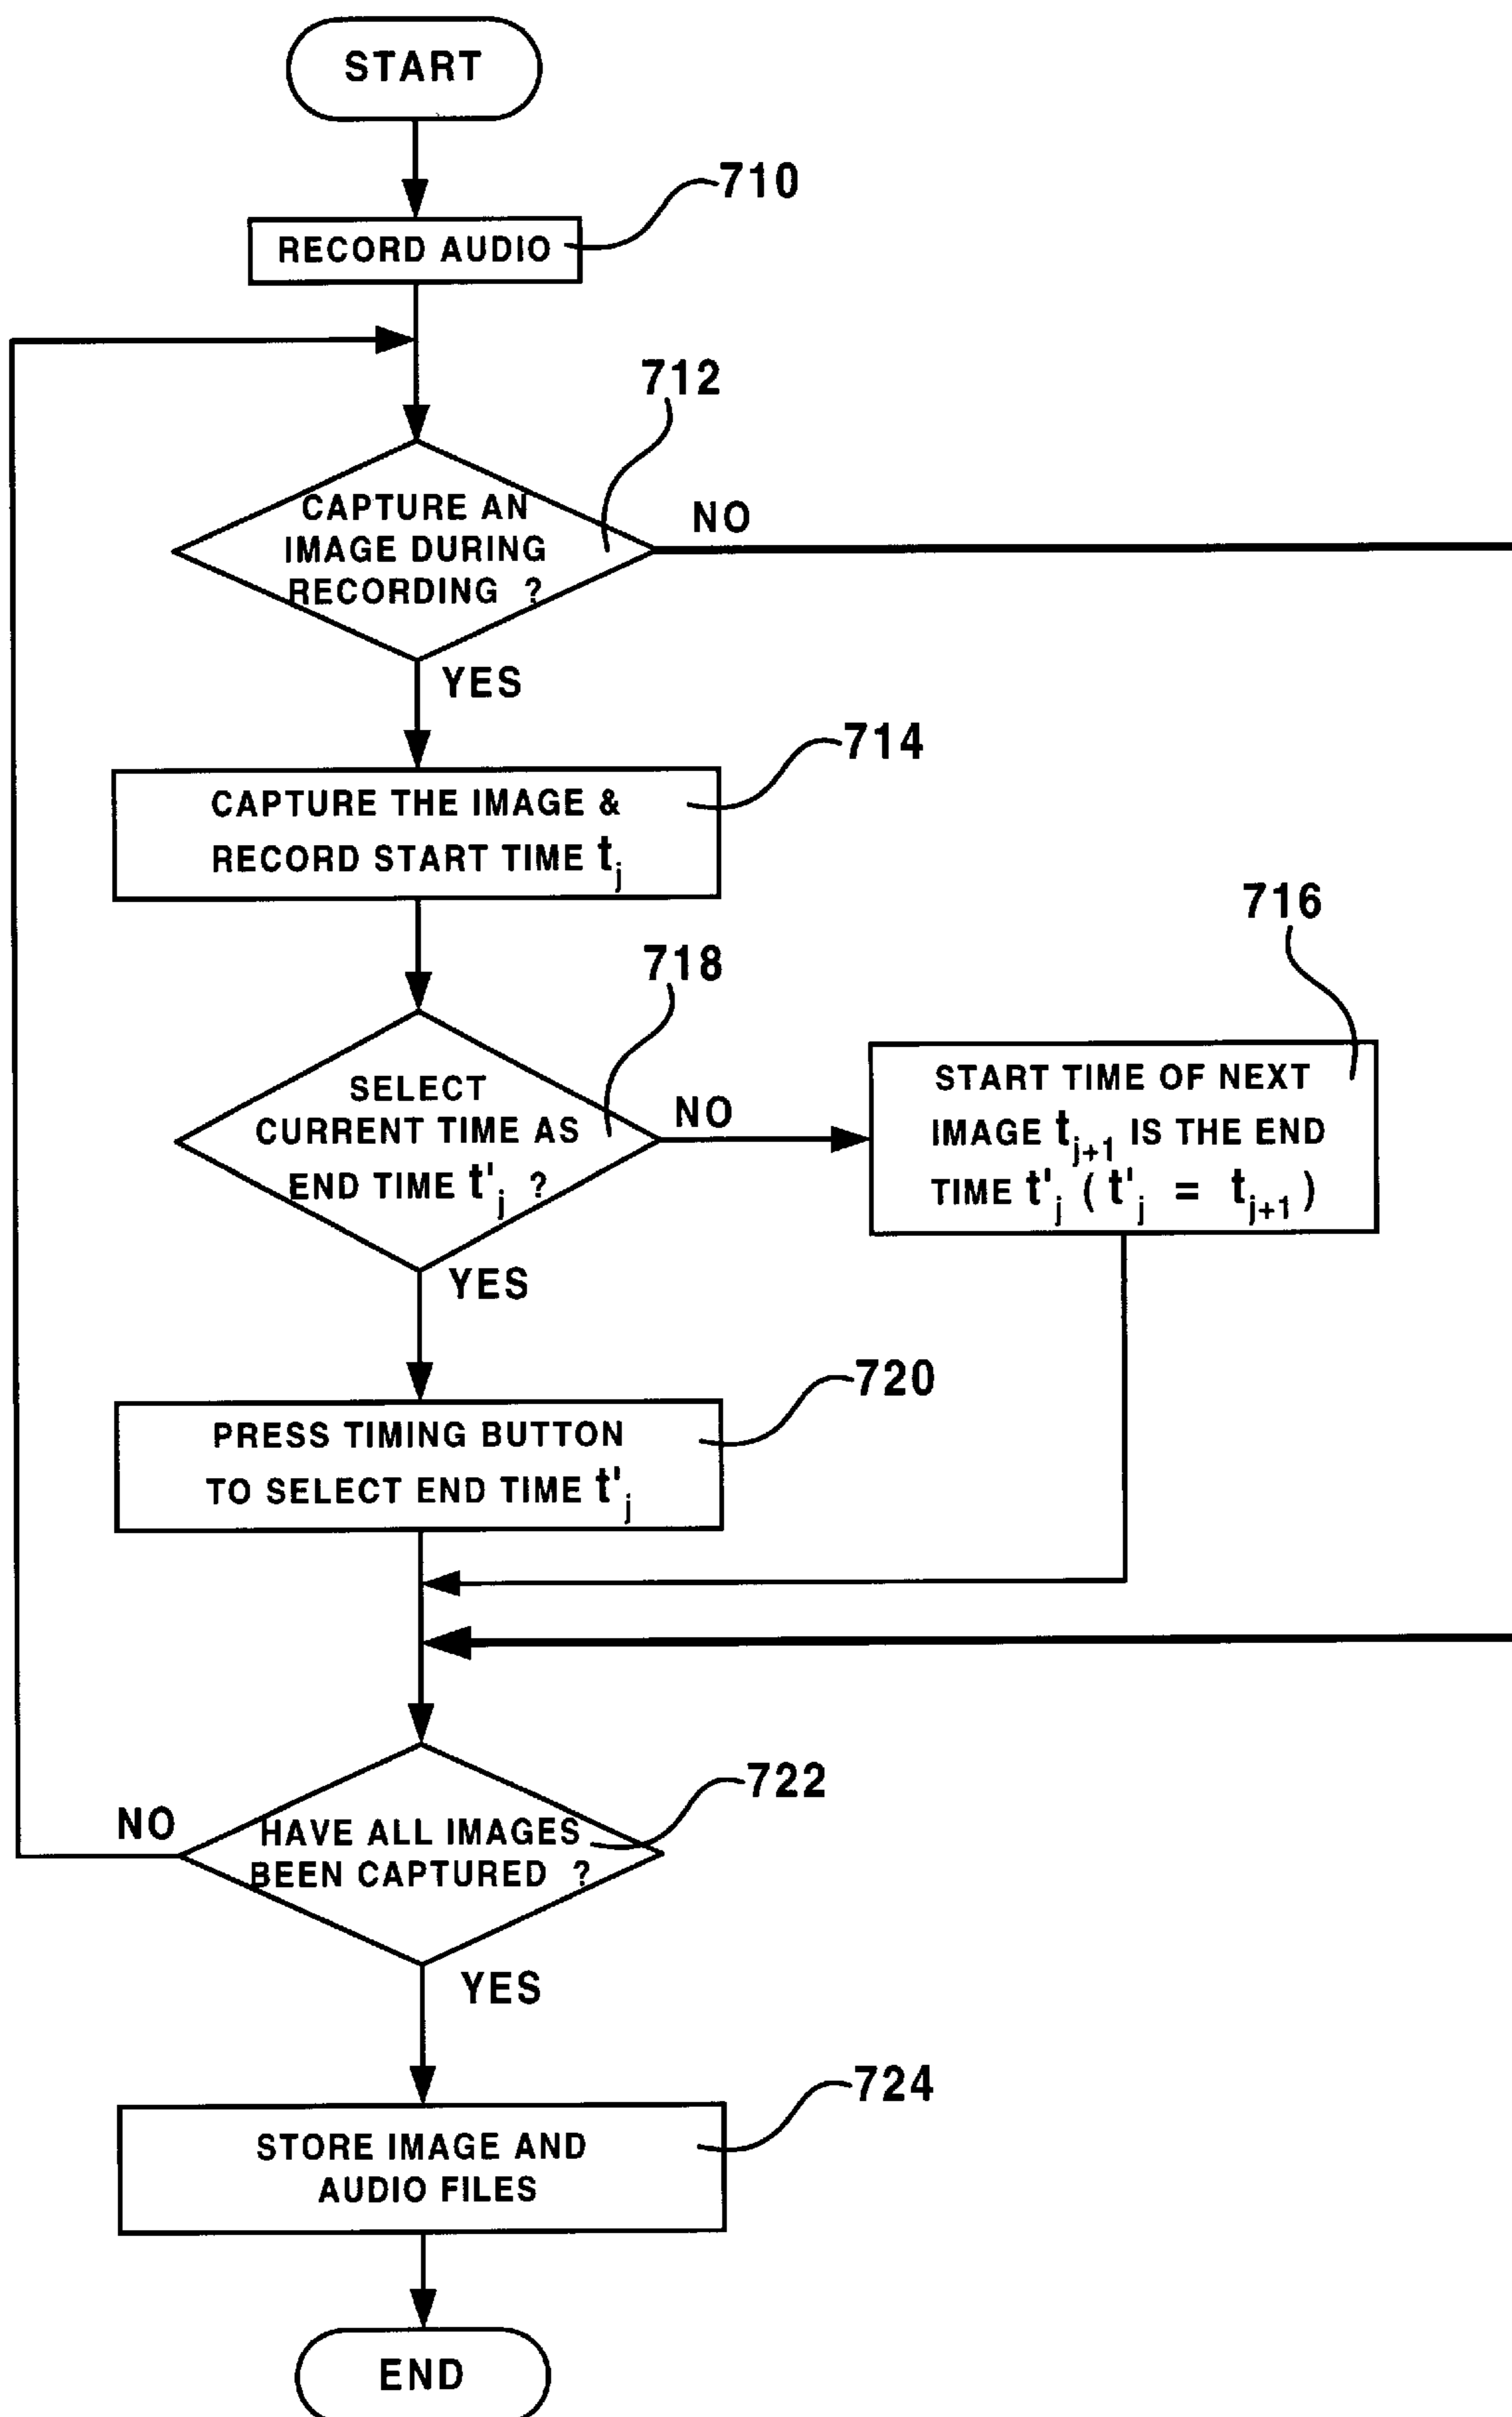 START
710
RECORD AUDIO
712
CAPTURE AN
IMAGE DURING
RECORDING ?
NO
YES
714
CAPTURE THE IMAGE &
RECORD START TIME tj
716
718
SELECT
CURRENT TIME AS
END TIME t'j ?
NO
START TIME OF NEXT
IMAGE tj+1 IS THE END
TIME t'j ( t'j = tj+1 )
YES
720
PRESS TIMING BUTTON
TO SELECT END TIME t'j
722
NO
HAVE ALL IMAGES
BEEN CAPTURED ?
YES
724
STORE IMAGE AND
AUDIO FILES
END